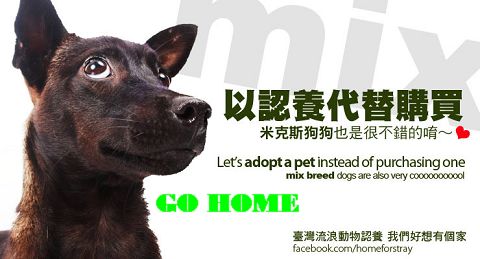 mix
以認養代替購買
米克斯狗狗也是很不錯的唷～
Let's adopt a pet instead of purchasing one
mix breed dogs are also very cooooooooool
GO HOME
臺灣流浪動物認養 我們好想有個家
facebook.com/homeforstray